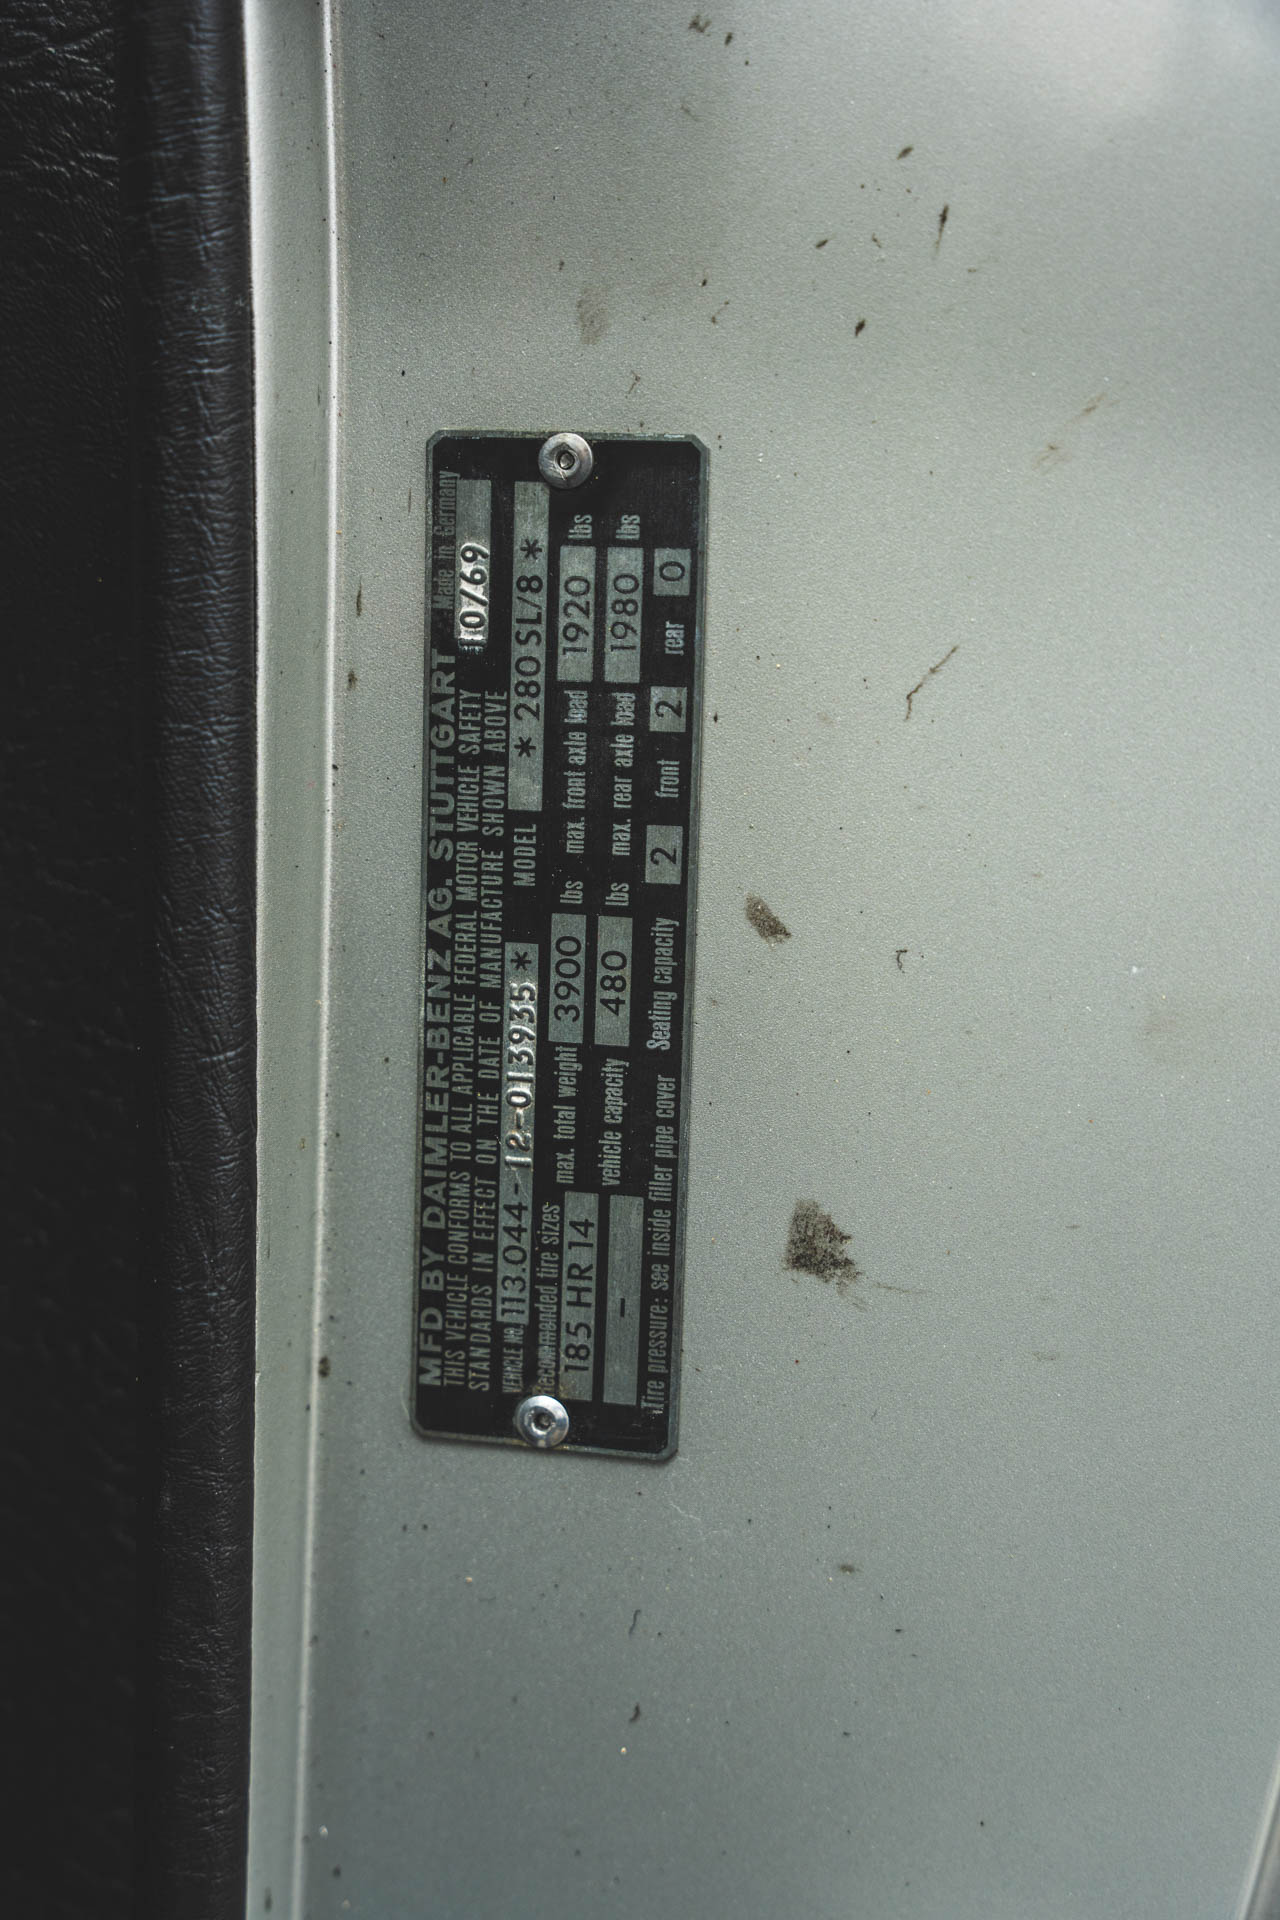 MFD BY DAIMLER-BENZ AG. STUTTGART - Made in Germany
THIS VEHICLE CONFORMS TO ALL APPLICABLE FEDERAL MOTOR VEHICLE SAFETY
STANDARDS IN EFFECT ON THE DATE OF MANUFACTURE SHOWN ABOVE 10/69
VEHICLE NO. 113.044-12-013935* MODEL *280 SL/8*
recommended tire sizes: max. total weight 3900 lbs max. front axle load 1920 lbs
185 HR 14 vehicle capacity 480 lbs max. rear axle load 1980 lbs
- Seating capacity 2 front 2 rear 0
Tire pressure: see inside filler pipe cover